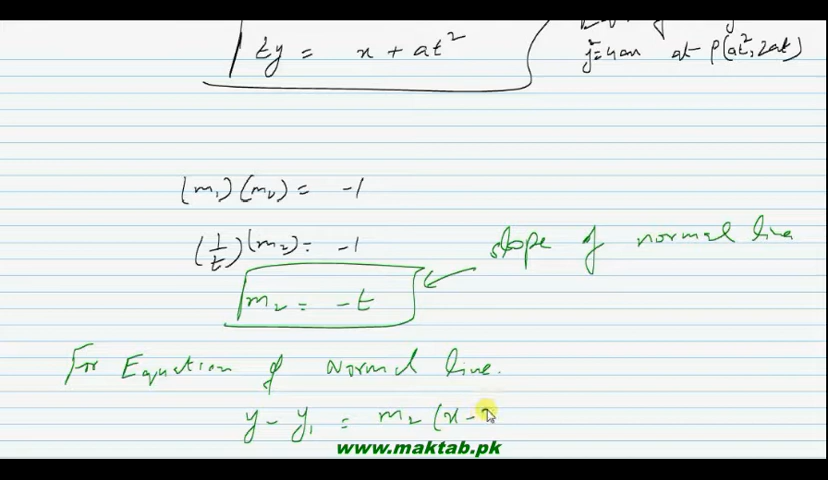 ty = x + at²
y² = 4ax at P(at², 2at)
(m₁)(m₂) = -1
(1/t)(m₂) = -1
slope of normal line
m₂ = -t
For Equation of Normal line.
y - y₁ = m₂ (x -
www.maktab.pk